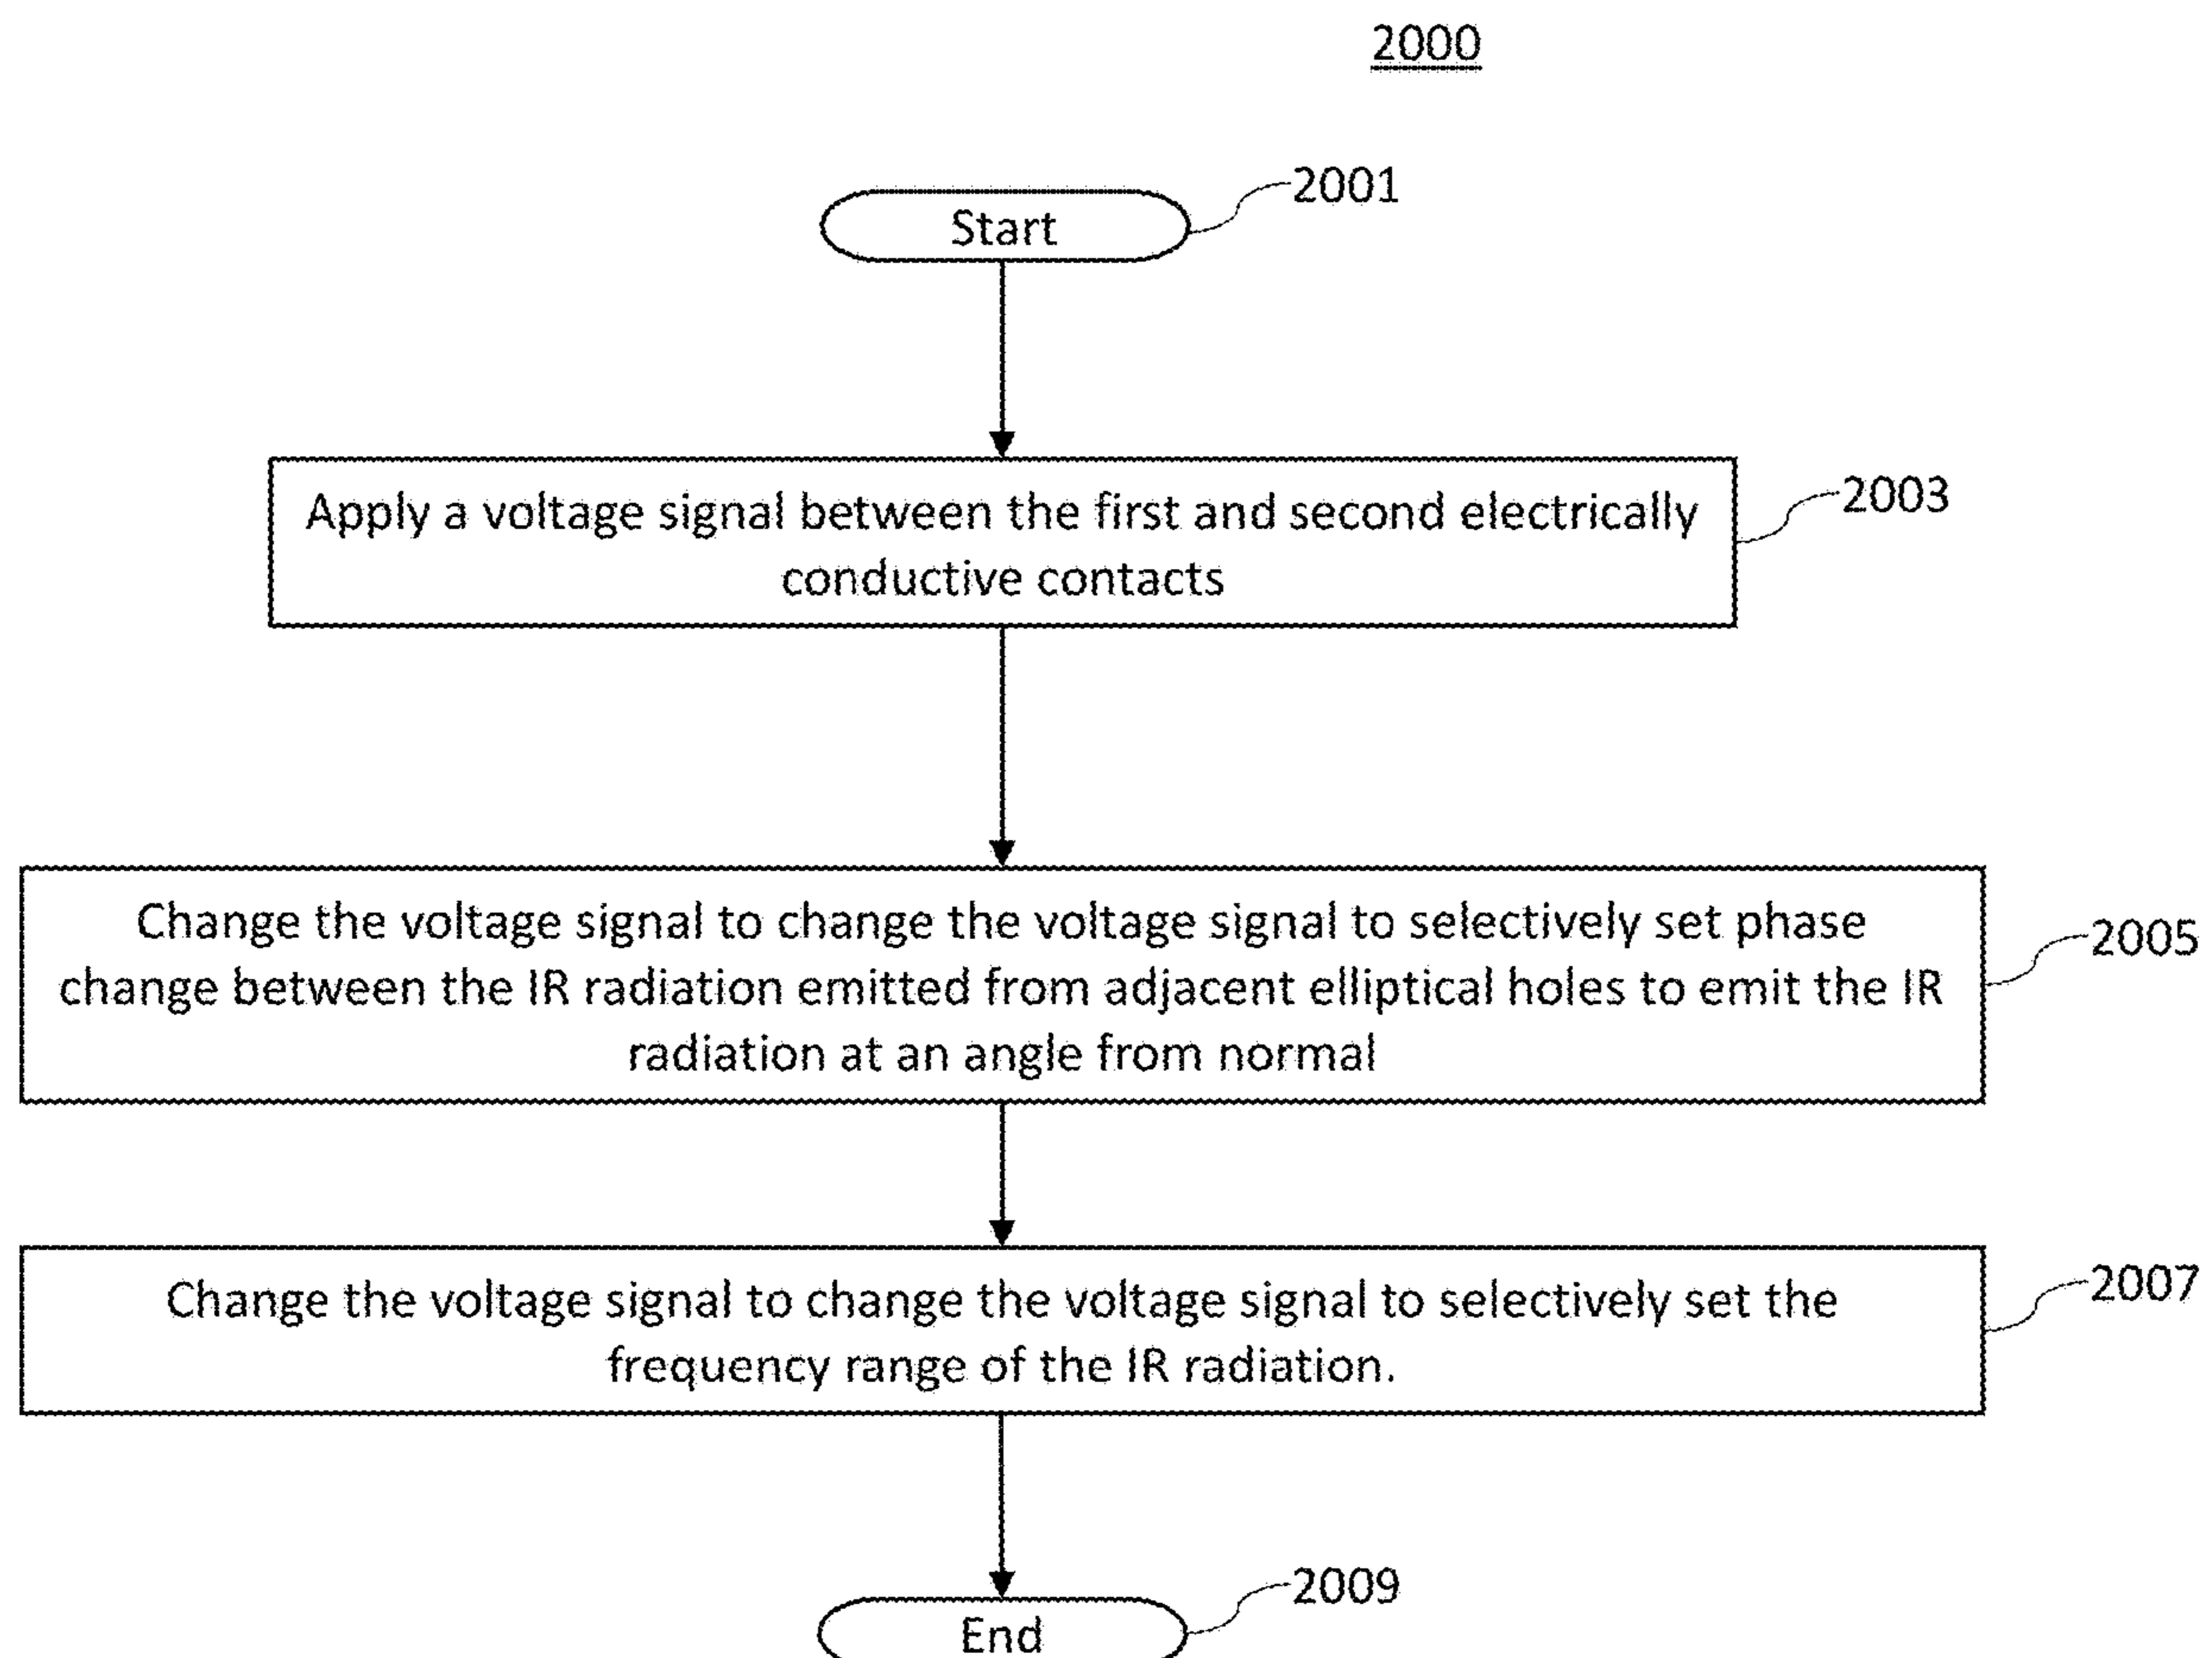 2000
Start
2001
Apply a voltage signal between the first and second electrically
conductive contacts
2003
Change the voltage signal to change the voltage signal to selectively set phase
change between the IR radiation emitted from adjacent elliptical holes to emit the IR
radiation at an angle from normal
2005
Change the voltage signal to change the voltage signal to selectively set the
frequency range of the IR radiation.
2007
End
2009